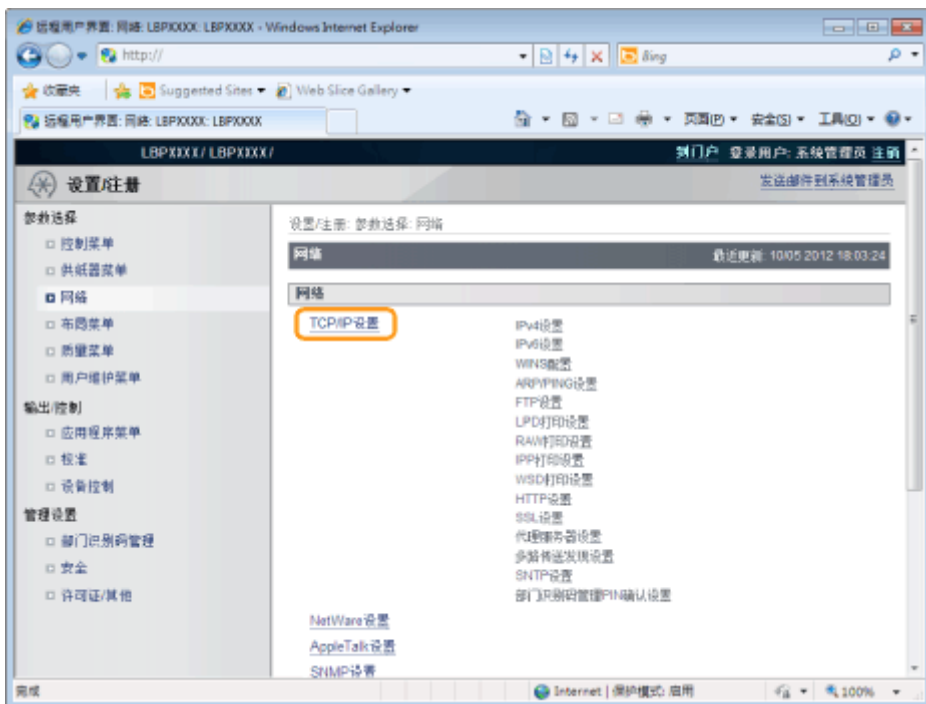 远程用户界面: 网络: LBPXXXX: LBPXXXX - Windows Internet Explorer
http://
Bing
收藏夹 Suggested Sites Web Slice Gallery
远程用户界面: 网络: LBPXXXX: LBPXXXX
页面(P) 安全(S) 工具(O)
LBPXXXX/ LBPXXXX/ 到门户 登录用户: 系统管理员 注销
设置/注册 发送邮件到系统管理员
参数选择
控制菜单
供纸器菜单
网络
布局菜单
质量菜单
用户维护菜单
输出/控制
应用程序菜单
校准
设备控制
管理设置
部门识别码管理
安全
许可证/其他
设置/注册: 参数选择: 网络
网络 最近更新: 10/05 2012 18:03:24
网络
TCP/IP设置
IPv4设置
IPv6设置
WINS配置
ARP/PING设置
FTP设置
LPD打印设置
RAW打印设置
IPP打印设置
WSD打印设置
HTTP设置
SSL设置
代理服务器设置
多路传送发现设置
SNTP设置
部门识别码管理PIN确认设置
NetWare设置
AppleTalk设置
SNMP设置
完成 Internet | 保护模式: 启用 100%